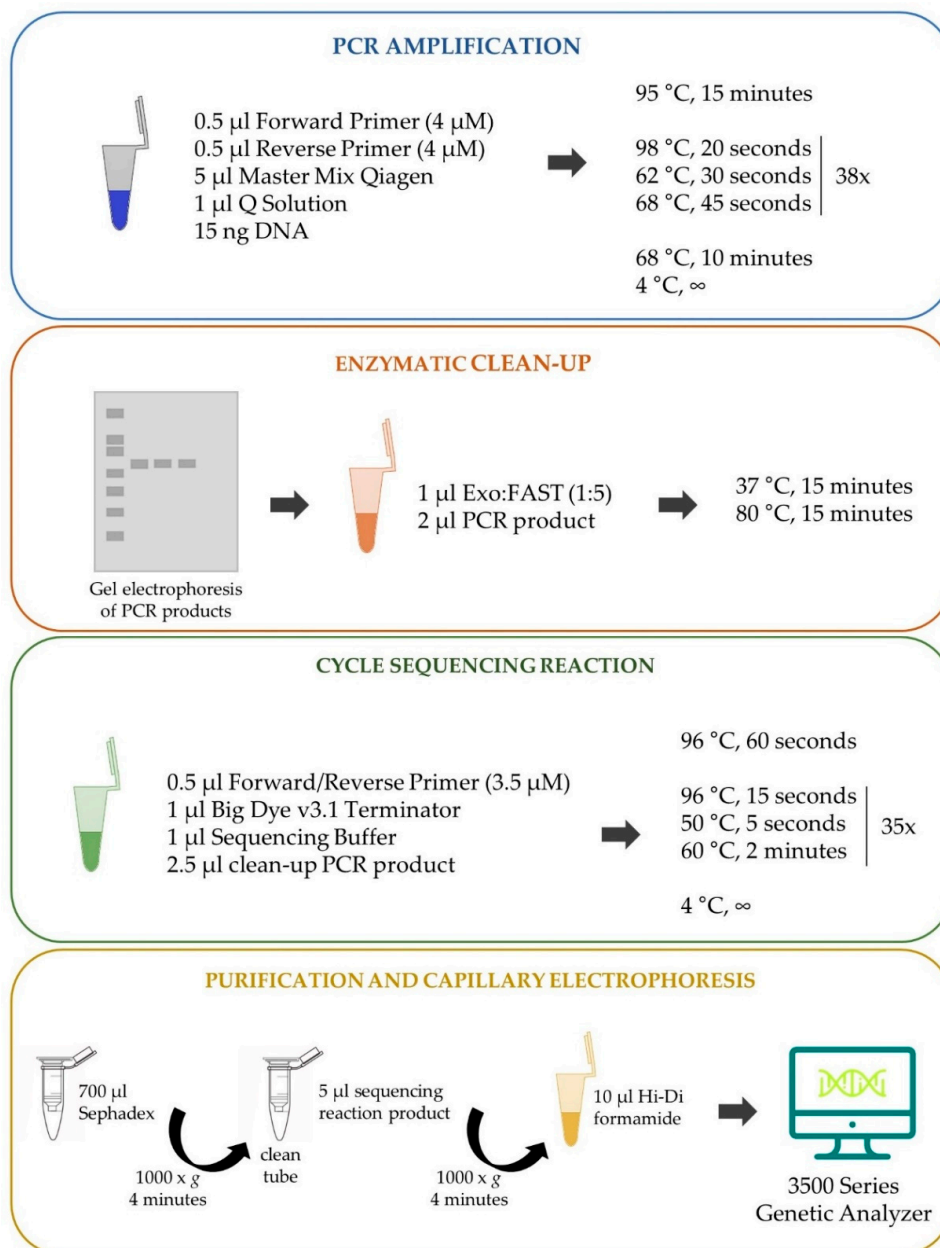 PCR AMPLIFICATION
0.5 µl Forward Primer (4 µM)
0.5 µl Reverse Primer (4 µM)
5 µl Master Mix Qiagen
1 µl Q Solution
15 ng DNA
95 °C, 15 minutes
98 °C, 20 seconds
62 °C, 30 seconds
68 °C, 45 seconds
38x
68 °C, 10 minutes
4 °C, ∞
ENZYMATIC CLEAN-UP
Gel electrophoresis
of PCR products
1 µl Exo:FAST (1:5)
2 µl PCR product
37 °C, 15 minutes
80 °C, 15 minutes
CYCLE SEQUENCING REACTION
0.5 µl Forward/Reverse Primer (3.5 µM)
1 µl Big Dye v3.1 Terminator
1 µl Sequencing Buffer
2.5 µl clean-up PCR product
96 °C, 60 seconds
96 °C, 15 seconds
50 °C, 5 seconds
60 °C, 2 minutes
35x
4 °C, ∞
PURIFICATION AND CAPILLARY ELECTROPHORESIS
700 µl
Sephadex
1000 x g
4 minutes
clean
tube
5 µl sequencing
reaction product
1000 x g
4 minutes
10 µl Hi-Di
formamide
3500 Series
Genetic Analyzer